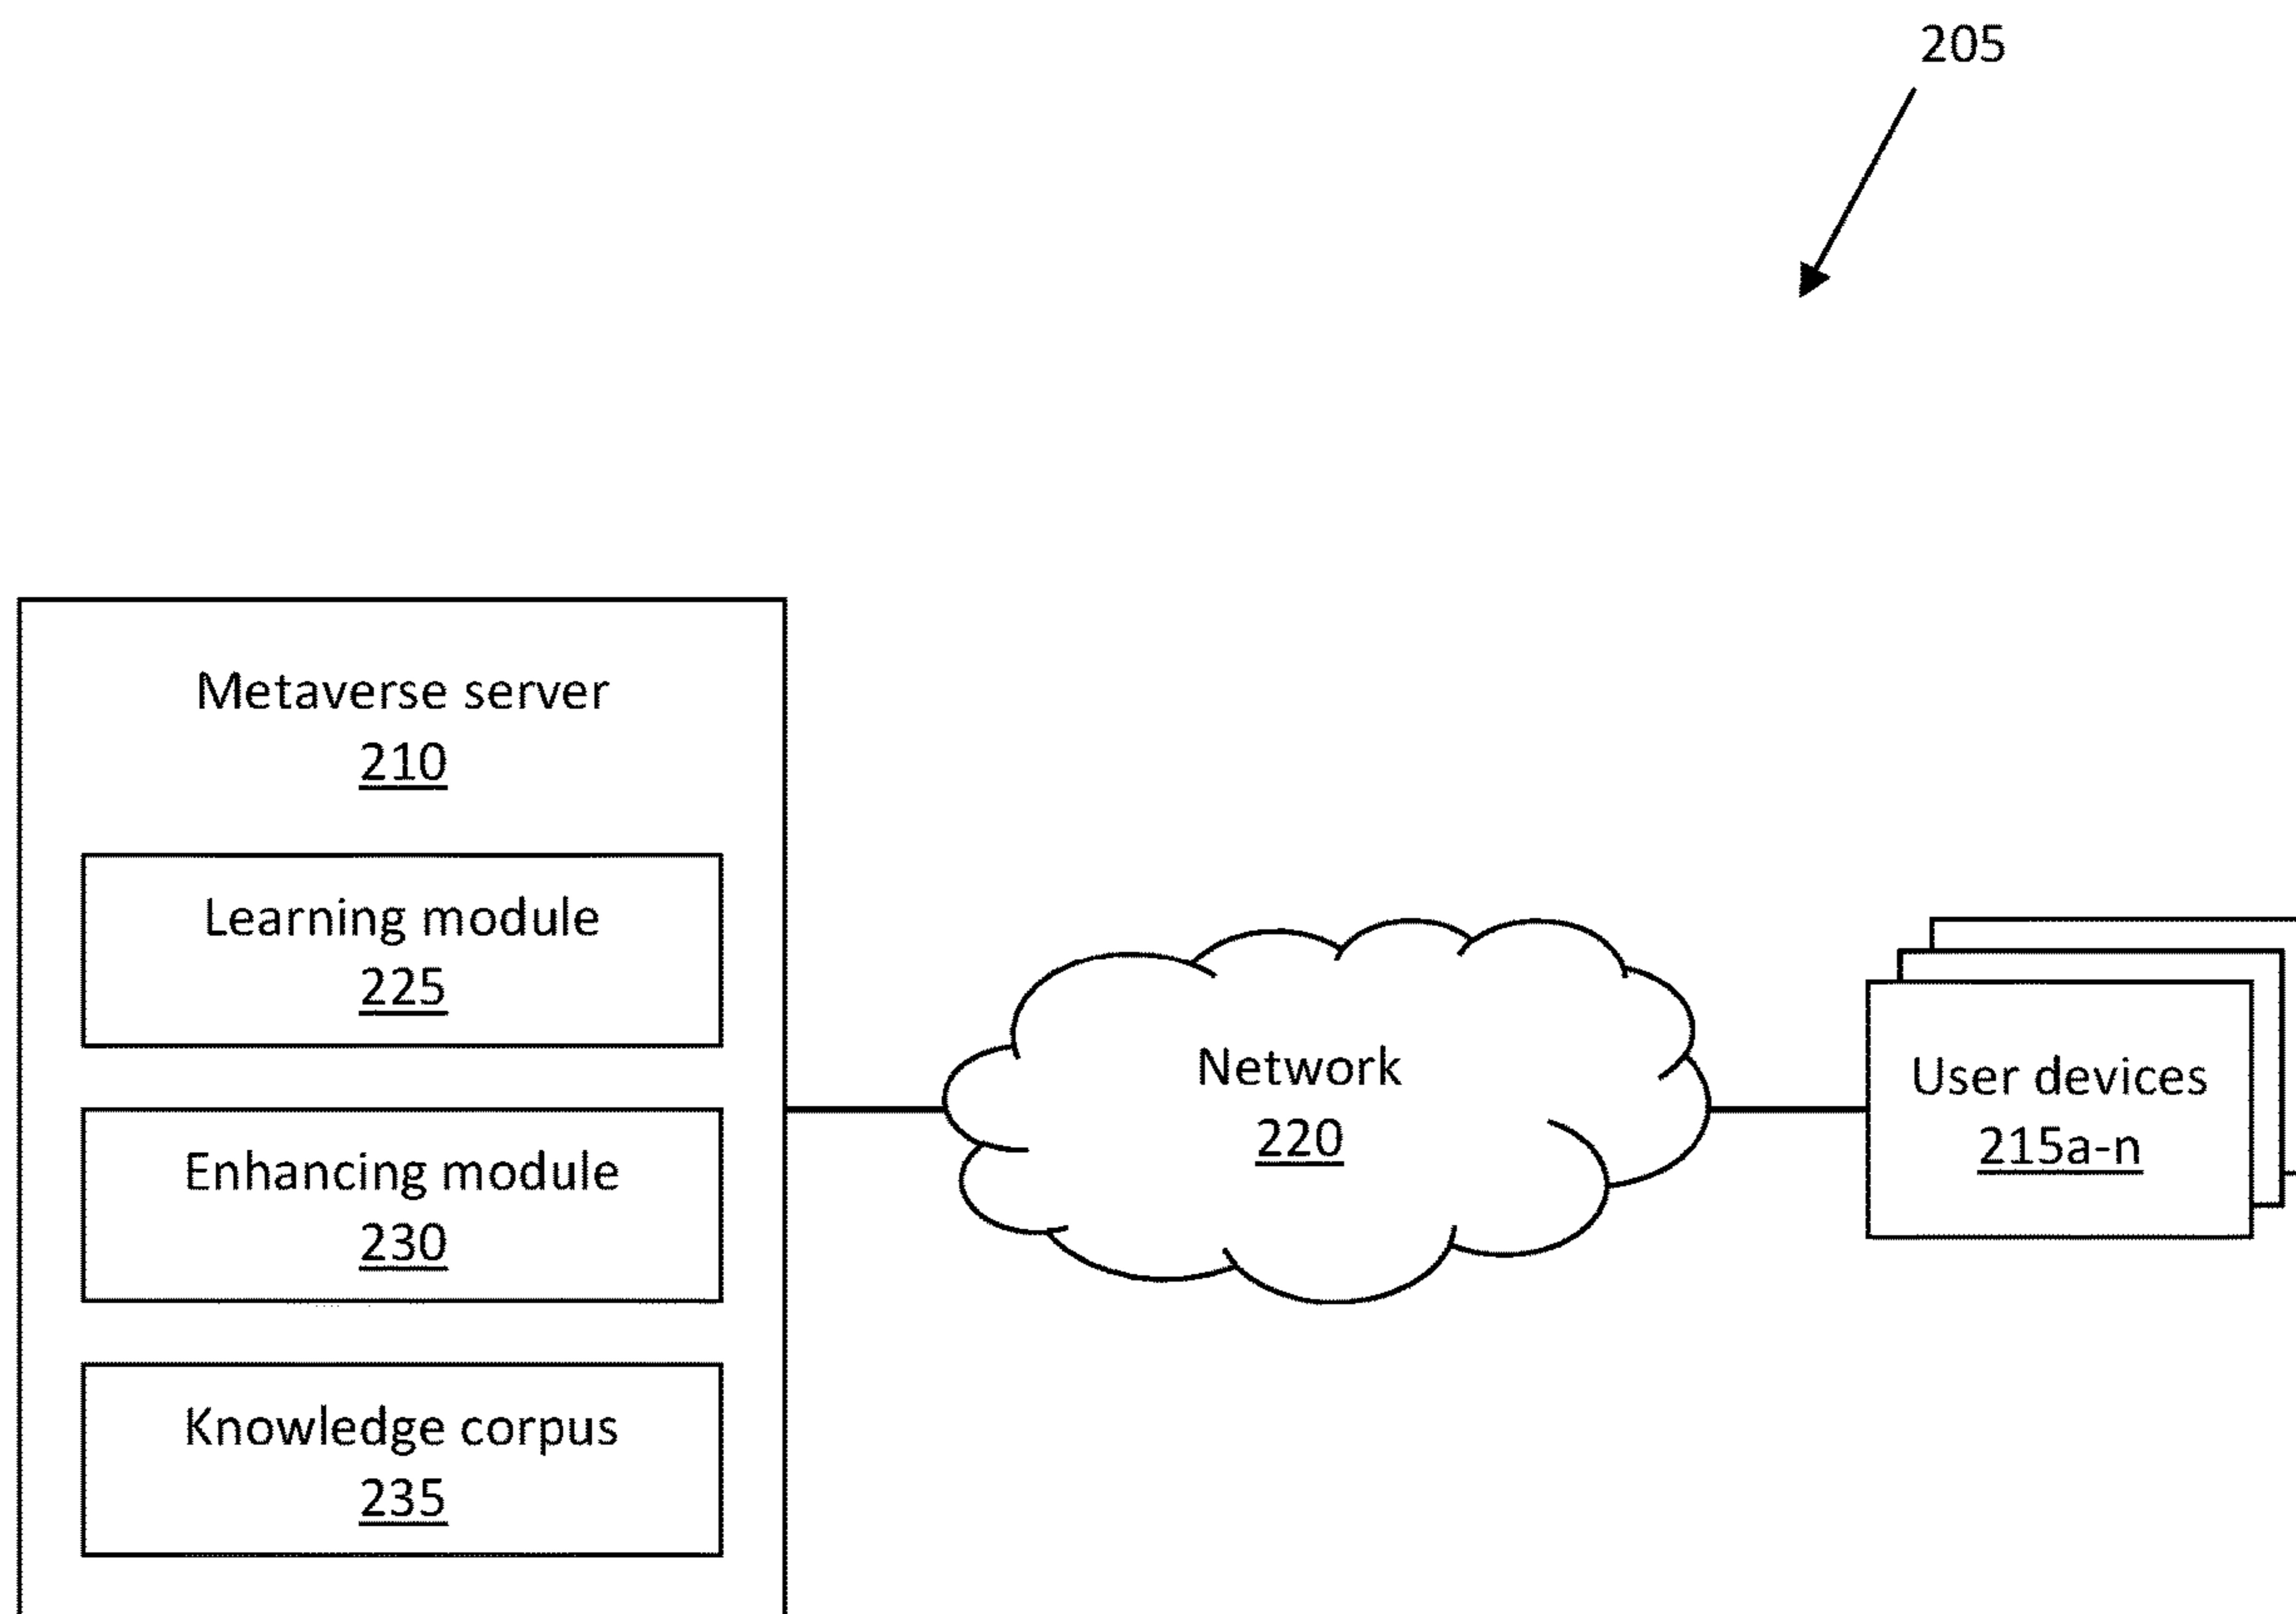 205
Metaverse server
210
Learning module
225
Enhancing module
230
Knowledge corpus
235
Network
220
User devices
215a-n